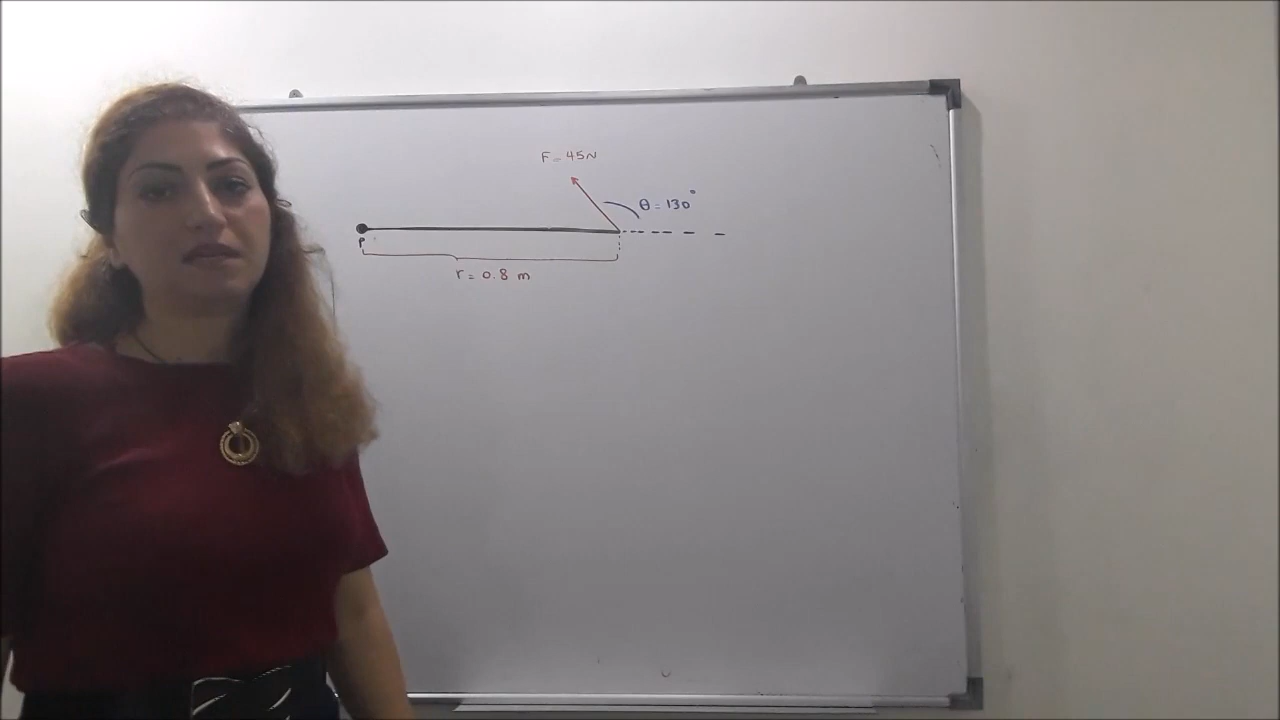 F = 45N
θ = 130°
P
r = 0.8 m